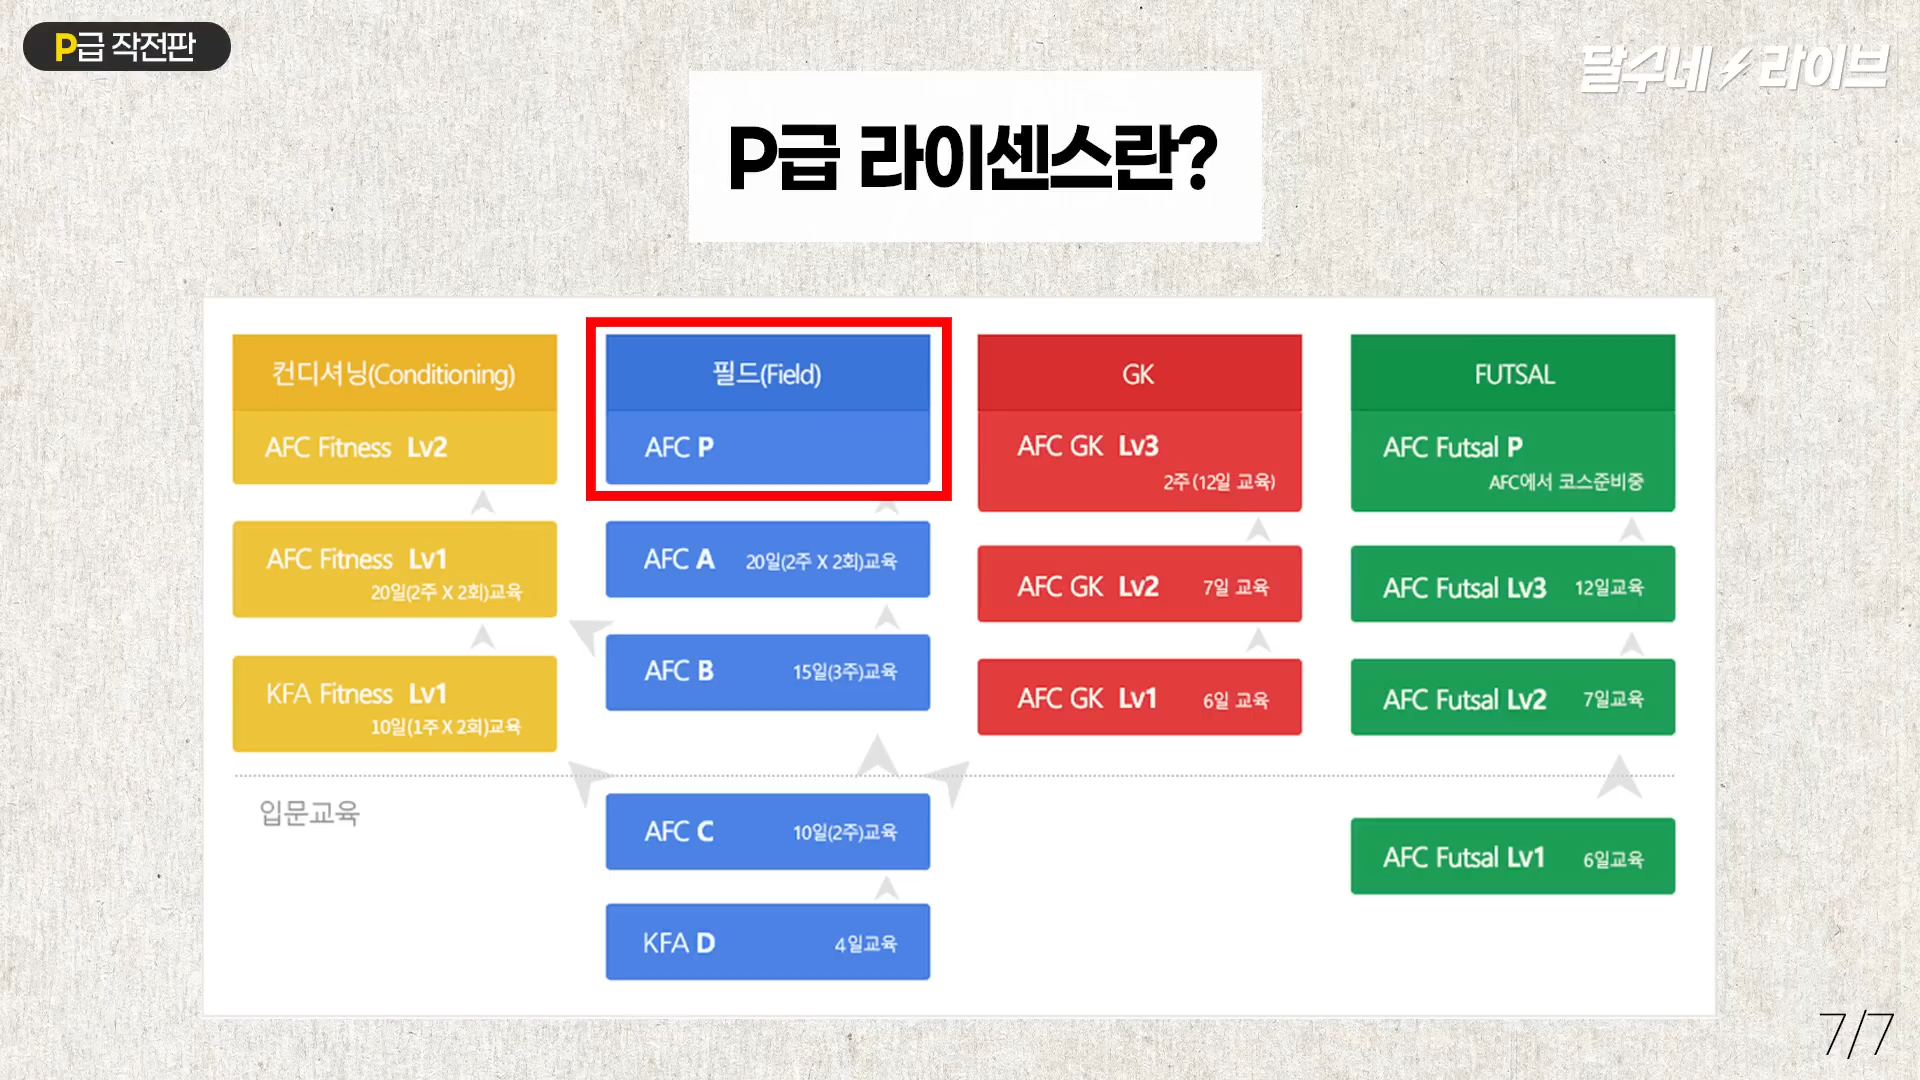 P급 작전판
달수네 라이브
P급 라이센스란?
컨디셔닝(Conditioning)
AFC Fitness Lv2
AFC Fitness Lv1
20일(2주 X 2회)교육
KFA Fitness Lv1
10일(1주 X 2회)교육
입문교육
필드(Field)
AFC P
AFC A 20일(2주 X 2회)교육
AFC B 15일(3주)교육
AFC C 10일(2주)교육
KFA D 4일교육
GK
AFC GK Lv3
2주 (12일 교육)
AFC GK Lv2 7일 교육
AFC GK Lv1 6일 교육
FUTSAL
AFC Futsal P
AFC에서 코스준비중
AFC Futsal Lv3 12일교육
AFC Futsal Lv2 7일교육
AFC Futsal Lv1 6일교육
7/7